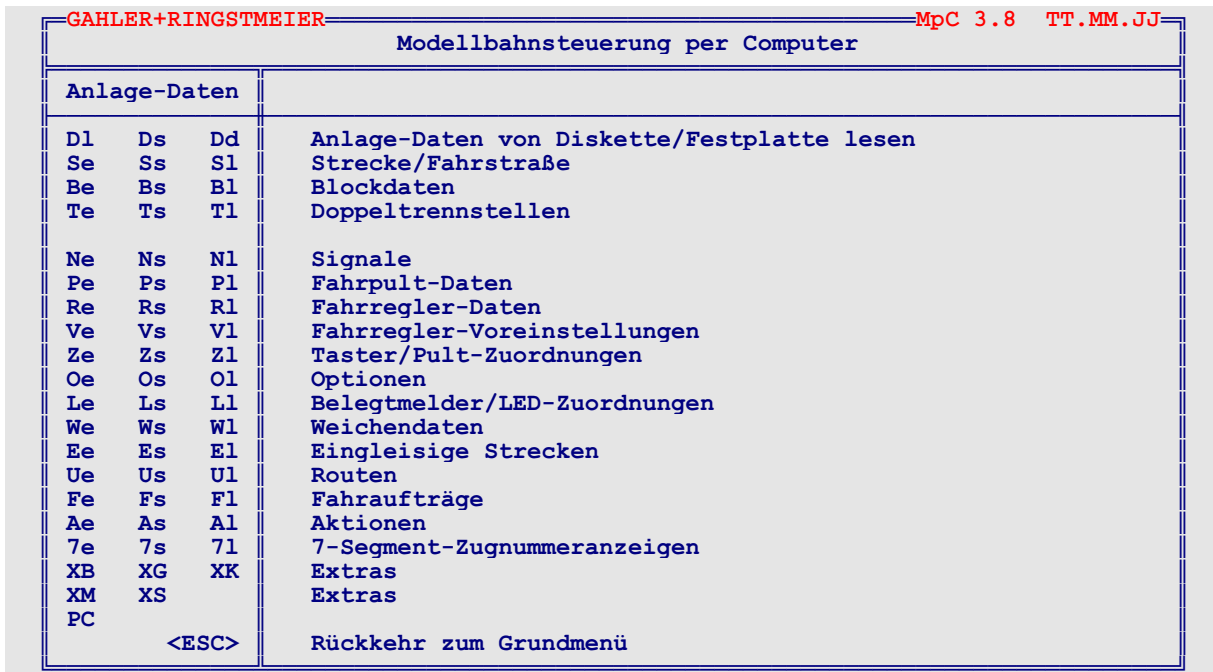 GAHLER+RINGSTMEIER MpC 3.8 TT.MM.JJ
Modellbahnsteuerung per Computer
Anlage-Daten
Dl Ds Dd Anlage-Daten von Diskette/Festplatte lesen
Se Ss Sl Strecke/Fahrstraße
Be Bs Bl Blockdaten
Te Ts Tl Doppeltrennstellen
Ne Ns Nl Signale
Pe Ps Pl Fahrpult-Daten
Re Rs Rl Fahrregler-Daten
Ve Vs Vl Fahrregler-Voreinstellungen
Ze Zs Zl Taster/Pult-Zuordnungen
Oe Os Ol Optionen
Le Ls Ll Belegtmelder/LED-Zuordnungen
We Ws Wl Weichendaten
Ee Es El Eingleisige Strecken
Ue Us Ul Routen
Fe Fs Fl Fahraufträge
Ae As Al Aktionen
7e 7s 7l 7-Segment-Zugnummeranzeigen
XB XG XK Extras
XM XS Extras
PC
<ESC> Rückkehr zum Grundmenü